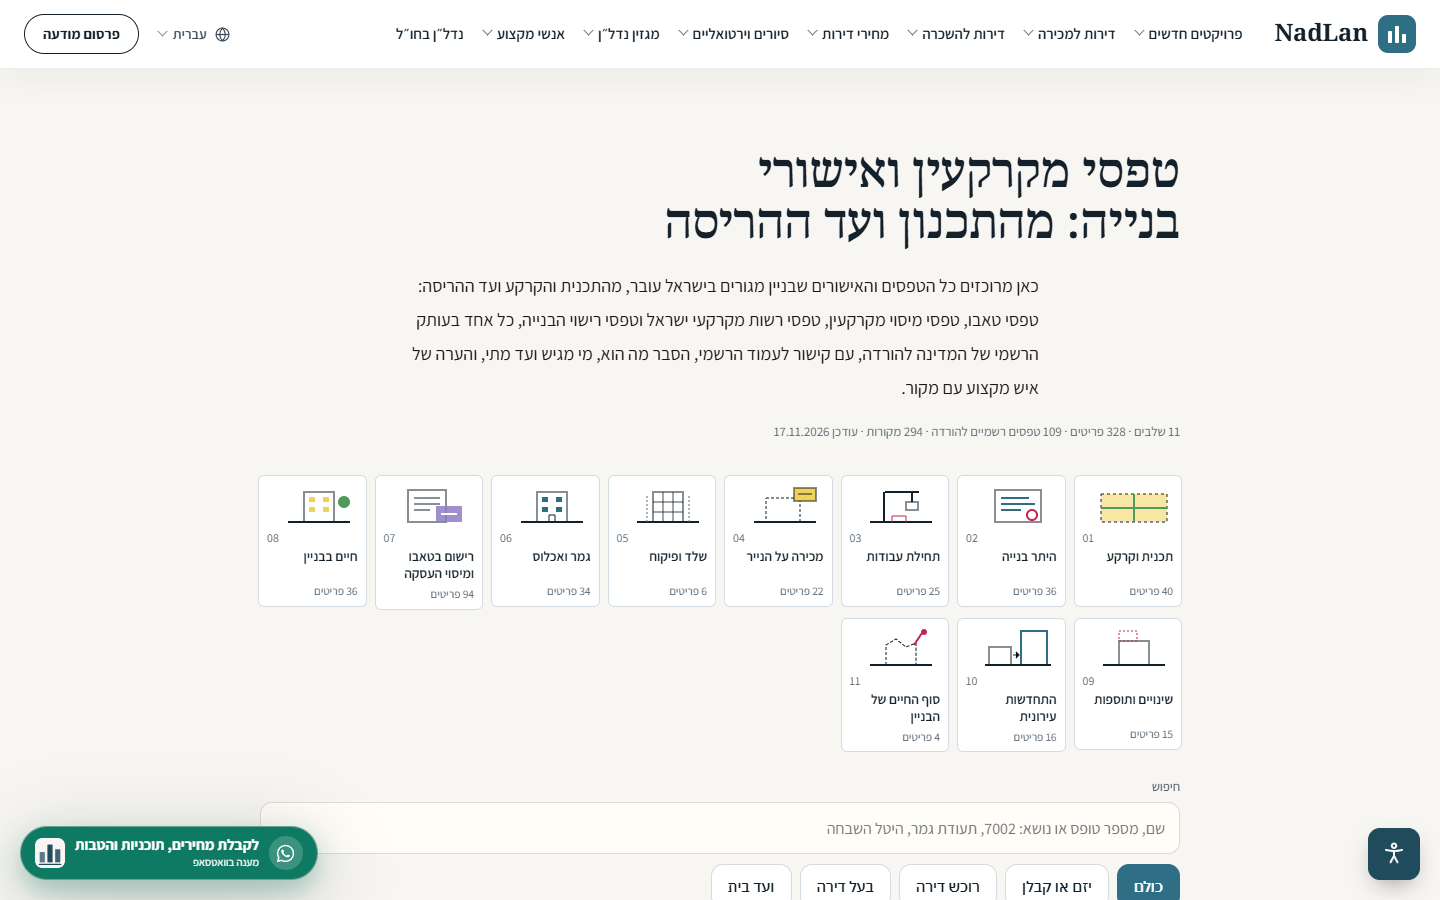 NadLan
פרויקטים חדשים
דירות למכירה
דירות להשכרה
מחירי דירות
סיורים וירטואליים
מגזין נדל״ן
אנשי מקצוע
נדל״ן בחו״ל
עברית
פרסום מודעה
טפסי מקרקעין ואישורי
בנייה: מהתכנון ועד ההריסה
כאן מרוכזים כל הטפסים והאישורים שבניין מגורים בישראל עובר, מהתכנית והקרקע ועד ההריסה:
טפסי טאבו, טפסי מיסוי מקרקעין, טפסי רשות מקרקעי ישראל וטפסי רישוי הבנייה, כל אחד בעותק
הרשמי של המדינה להורדה, עם קישור לעמוד הרשמי, הסבר מה הוא, מי מגיש ועד מתי, והערה של
איש מקצוע עם מקור.
11 שלבים · 328 פריטים · 109 טפסים רשמיים להורדה · 294 מקורות · עודכן 17.11.2026
01
תכנית וקרקע
40 פריטים
02
היתר בנייה
36 פריטים
03
תחילת עבודות
25 פריטים
04
מכירה על הנייר
22 פריטים
05
שלד ופיקוח
6 פריטים
06
גמר ואכלוס
34 פריטים
07
רישום בטאבו
ומיסוי העסקה
94 פריטים
08
חיים בבניין
36 פריטים
09
שינויים ותוספות
15 פריטים
10
התחדשות
עירונית
16 פריטים
11
סוף החיים של
הבניין
4 פריטים
חיפוש
שם, מספר טופס או נושא: 7002, תעודת גמר, היטל השבחה
כולם
יזם או קבלן
רוכש דירה
בעל דירה
ועד בית
לקבלת מחירים, תוכניות והטבות
מענה בוואטסאפ